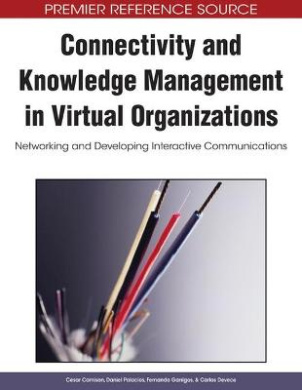 PREMIER REFERENCE SOURCE
Connectivity and
Knowledge Management
in Virtual Organizations
Networking and Developing Interactive Communications
Cesar Camison, Daniel Palacios, Fernando Garrigos, & Carlos Devece